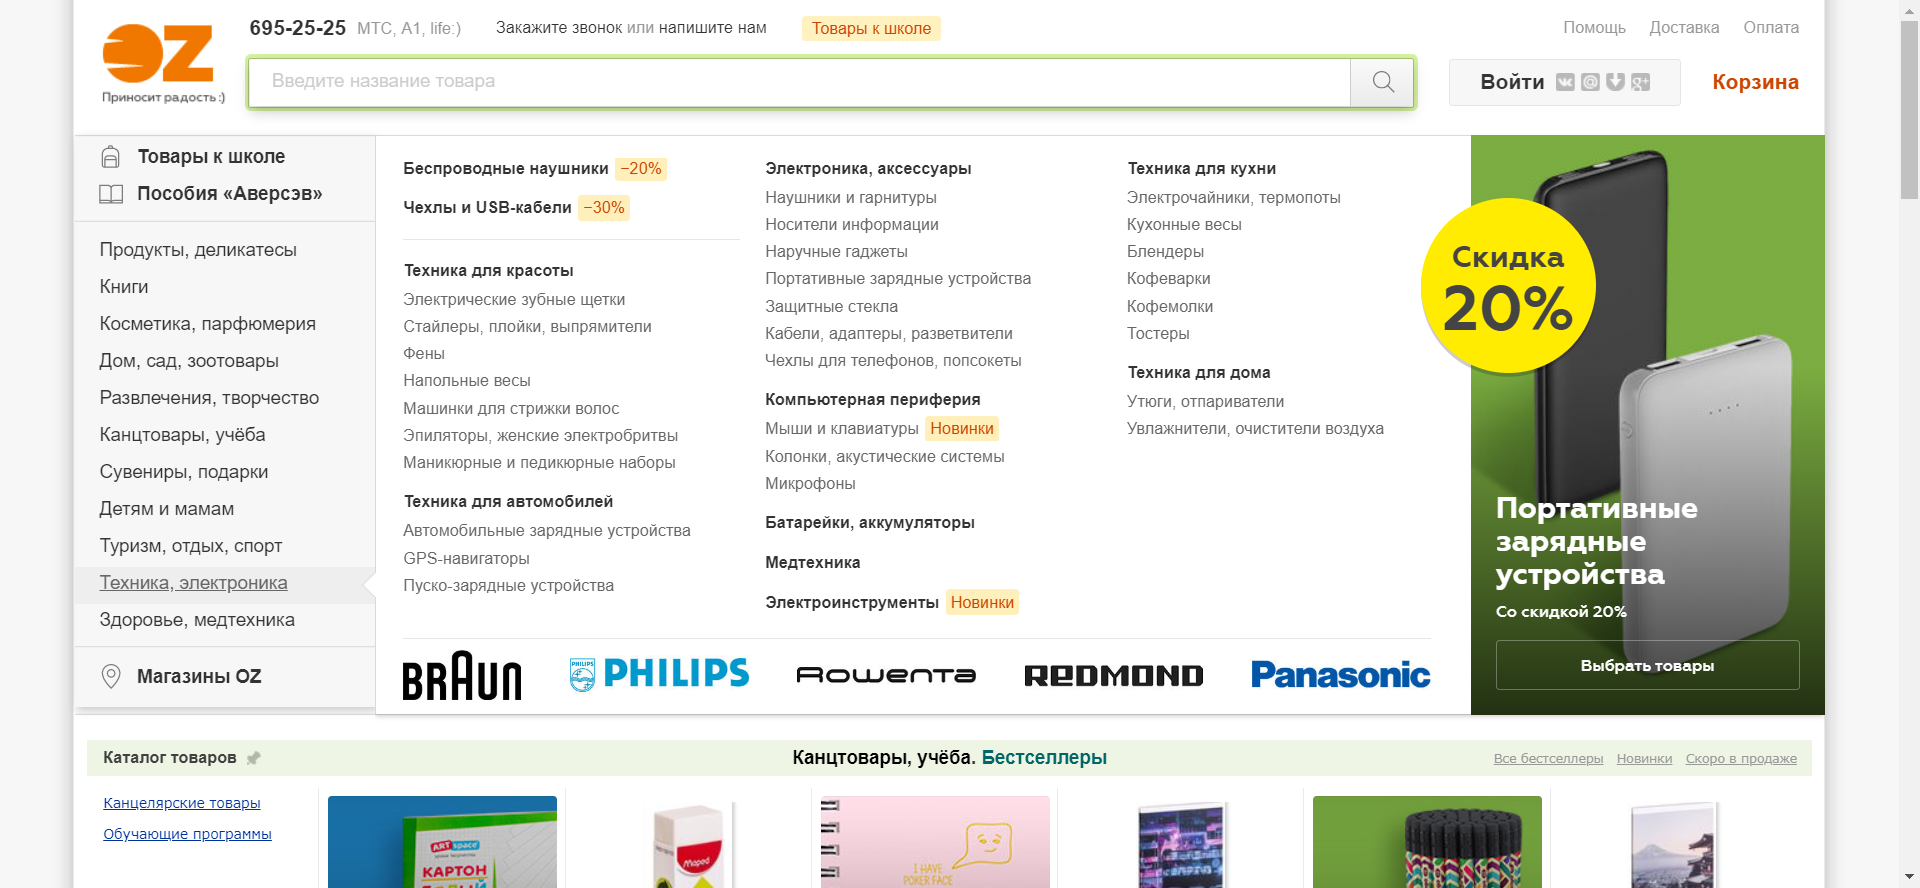 695-25-25 МТС, А1, life:)
Закажите звонок или напишите нам
Товары к школе
Помощь
Доставка
Оплата
OZ
Приносит радость :)
Введите название товара
Войти
Корзина
Товары к школе
Пособия «Аверсэв»
Продукты, деликатесы
Книги
Косметика, парфюмерия
Дом, сад, зоотовары
Развлечения, творчество
Канцтовары, учёба
Сувениры, подарки
Детям и мамам
Туризм, отдых, спорт
Техника, электроника
Здоровье, медтехника
Магазины OZ
Беспроводные наушники −20%
Чехлы и USB-кабели −30%
Техника для красоты
Электрические зубные щетки
Стайлеры, плойки, выпрямители
Фены
Напольные весы
Машинки для стрижки волос
Эпиляторы, женские электробритвы
Маникюрные и педикюрные наборы
Техника для автомобилей
Автомобильные зарядные устройства
GPS-навигаторы
Пуско-зарядные устройства
Электроника, аксессуары
Наушники и гарнитуры
Носители информации
Наручные гаджеты
Портативные зарядные устройства
Защитные стекла
Кабели, адаптеры, разветвители
Чехлы для телефонов, попсокеты
Компьютерная периферия
Мыши и клавиатуры Новинки
Колонки, акустические системы
Микрофоны
Батарейки, аккумуляторы
Медтехника
Электроинструменты Новинки
Техника для кухни
Электрочайники, термопоты
Кухонные весы
Блендеры
Кофеварки
Кофемолки
Тостеры
Техника для дома
Утюги, отпариватели
Увлажнители, очистители воздуха
BRAUN
PHILIPS PHILIPS
Rowenta
REDMOND
Panasonic
Скидка
20%
Портативные
зарядные
устройства
Со скидкой 20%
Выбрать товары
Каталог товаров
Канцтовары, учёба. Бестселлеры
Все бестселлеры
Новинки
Скоро в продаже
Канцелярские товары
Обучающие программы
ART space
КАРТОН
Maped
I HAVE
POKER FACE